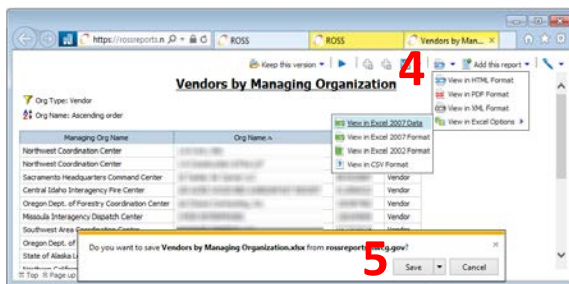 https://rossreports.n
ROSS
ROSS
Vendors by Man...
Keep this version
Add this report
4
Vendors by Managing Organization
View in HTML Format
View in PDF Format
View in XML Format
View in Excel Options
Org Type: Vendor
Org Name: Ascending order
View in Excel 2007 Data
View in Excel 2007 Format
View in Excel 2002 Format
View in CSV Format
Managing Org Name
Org Name
Northwest Coordination Center
Northwest Coordination Center
Sacramento Headquarters Command Center
Vendor
Central Idaho Interagency Fire Center
Vendor
Oregon Dept. of Forestry Coordination Center
Vendor
Missoula Interagency Dispatch Center
Vendor
Southwest Area
Oregon Dept. of
State of Alaska
Do you want to save Vendors by Managing Organization.xlsx from rossreports. .gov?
5
Save
Cancel
Top
Page up